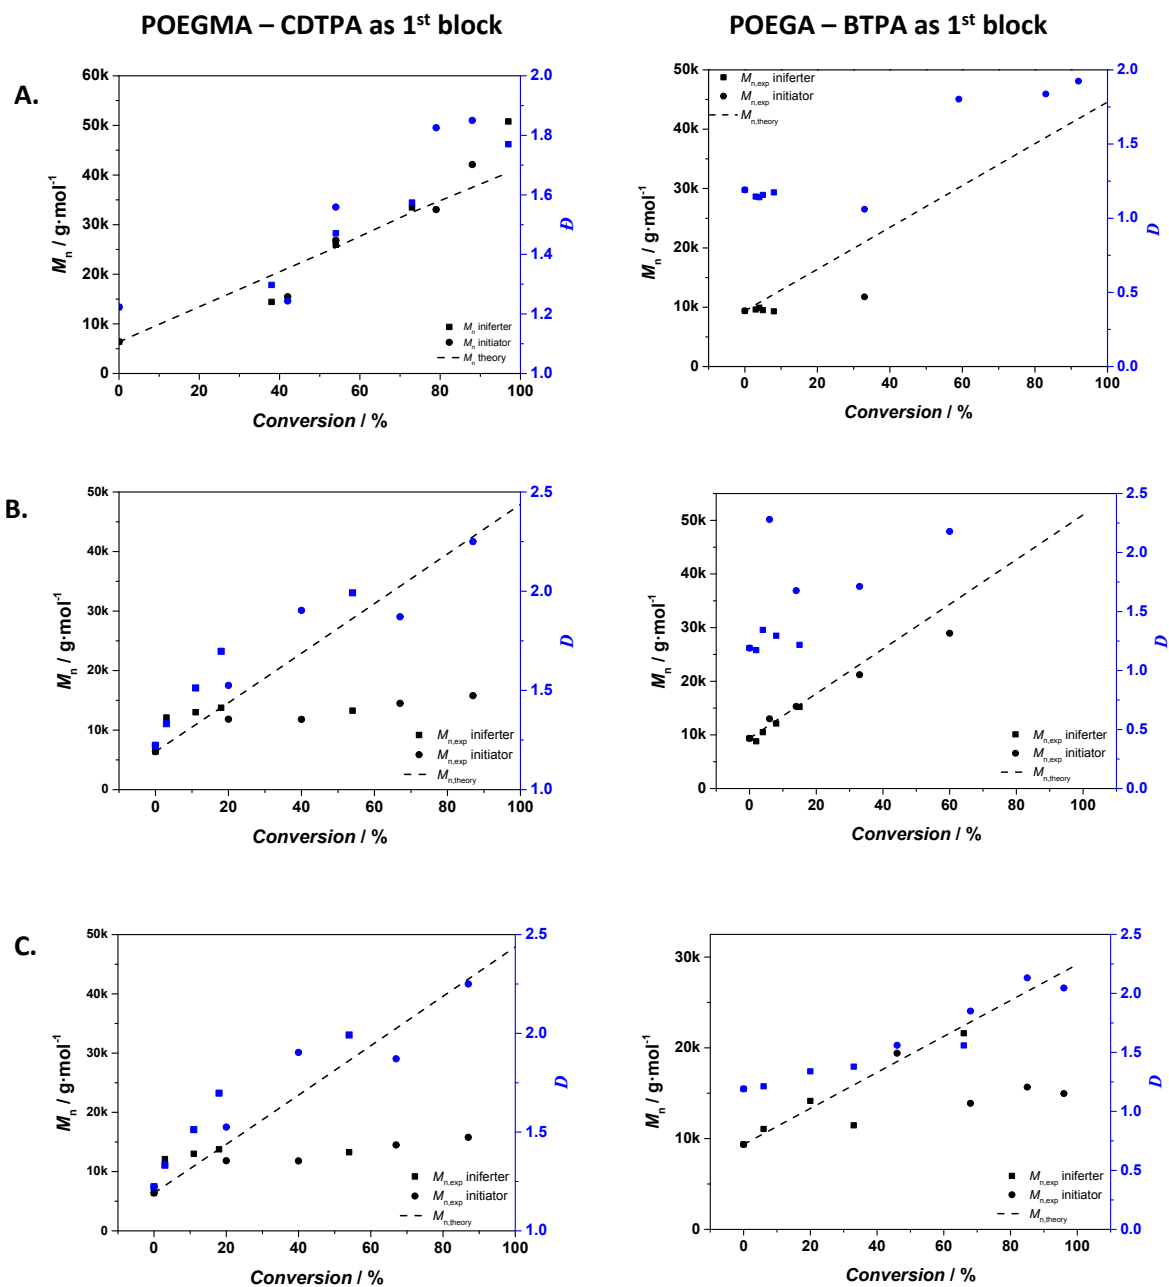 POEGMA – CDTPA as 1st block
POEGA – BTPA as 1st block
A.
60k
50k
40k
30k
20k
10k
0
Mn / g·mol-1
0 20 40 60 80 100
Conversion / %
2.0
1.8
1.6
1.4
1.2
1.0
Đ
Mn iniferter
Mn initiator
Mn theory
50k
40k
30k
20k
10k
0
Mn / g·mol-1
0 20 40 60 80 100
Conversion / %
2.0
1.5
1.0
0.5
0.0
D
Mn,exp iniferter
Mn,exp initiator
Mn,theory
B.
50k
40k
30k
20k
10k
0
Mn / g·mol-1
0 20 40 60 80 100
Conversion / %
2.5
2.0
1.5
1.0
D
Mn,exp iniferter
Mn,exp initiator
Mn,theory
50k
40k
30k
20k
10k
0
Mn / g·mol-1
0 20 40 60 80 100
Conversion / %
2.5
2.0
1.5
1.0
0.5
0.0
D
Mn,exp iniferter
Mn,exp initiator
Mn,theory
C.
50k
40k
30k
20k
10k
0
Mn / g·mol-1
0 20 40 60 80 100
Conversion / %
2.5
2.0
1.5
1.0
D
Mn,exp iniferter
Mn,exp initiator
Mn,theory
30k
20k
10k
0
Mn / g·mol-1
0 20 40 60 80 100
Conversion / %
2.5
2.0
1.5
1.0
0.5
0.0
D
Mn,exp iniferter
Mn,exp initiator
Mn,theory